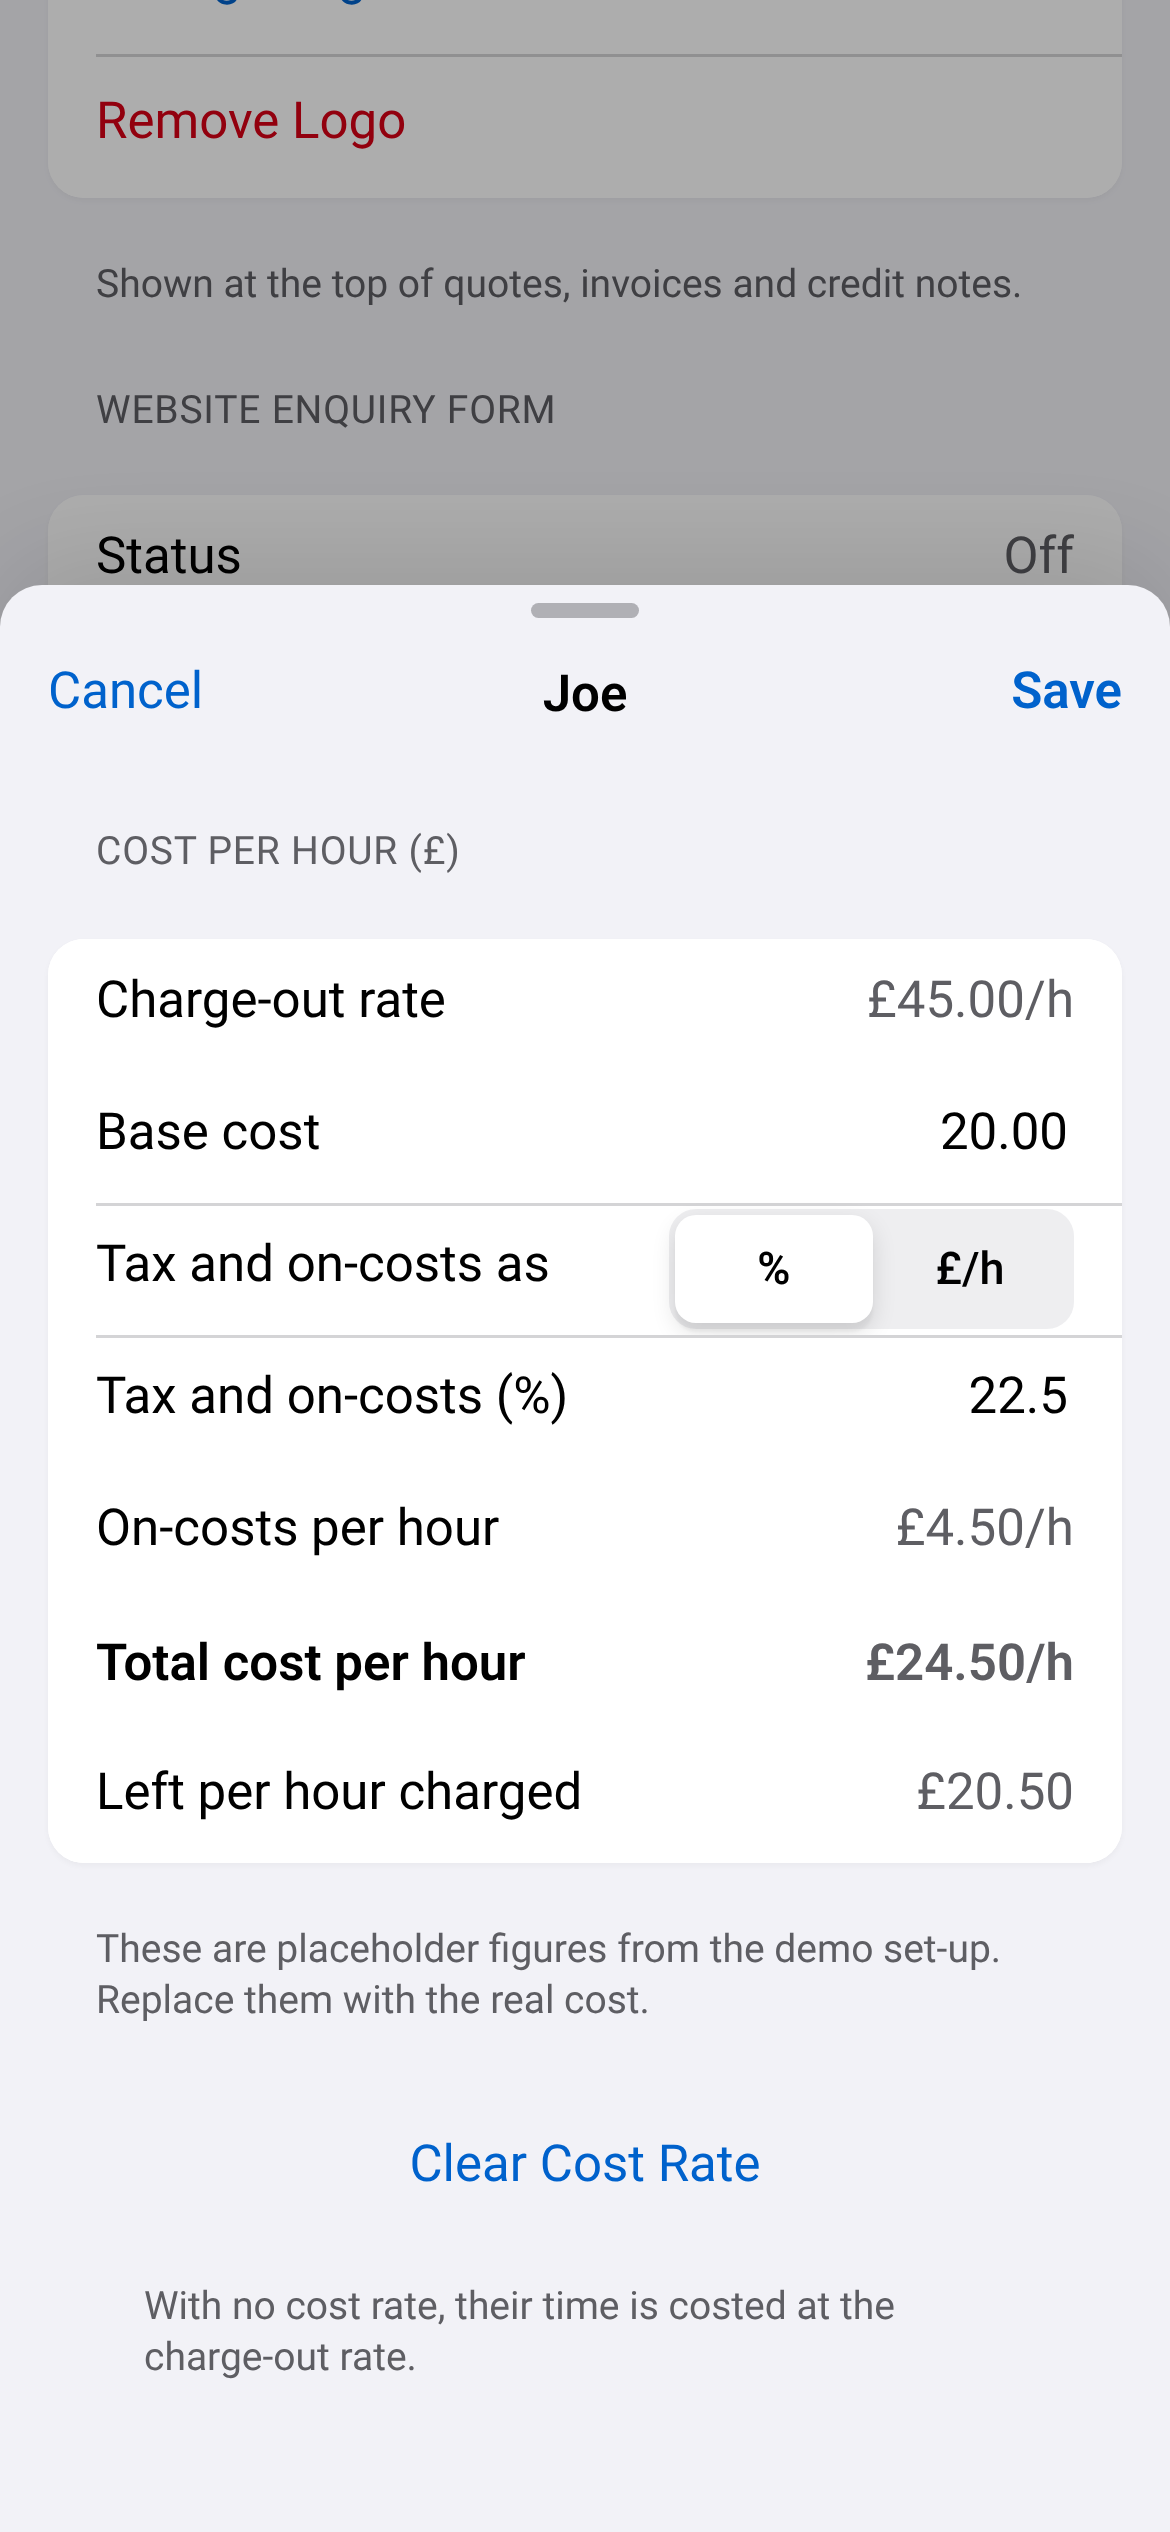 Remove Logo
Shown at the top of quotes, invoices and credit notes.
WEBSITE ENQUIRY FORM
Status Off
Cancel Joe Save
COST PER HOUR (£)
Charge-out rate £45.00/h
Base cost 20.00
Tax and on-costs as % £/h
Tax and on-costs (%) 22.5
On-costs per hour £4.50/h
Total cost per hour £24.50/h
Left per hour charged £20.50
These are placeholder figures from the demo set-up.
Replace them with the real cost.
Clear Cost Rate
With no cost rate, their time is costed at the
charge-out rate.